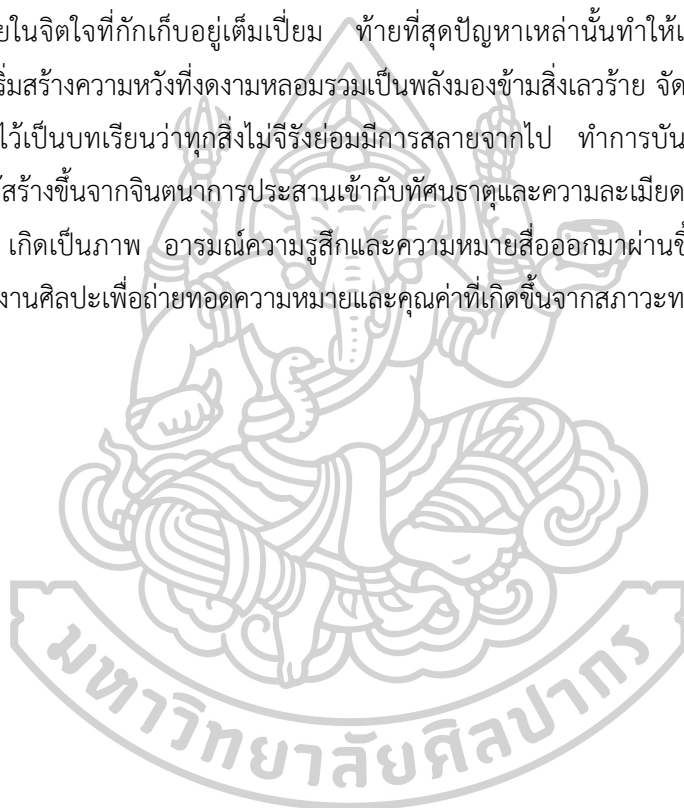 ยในจิตใจที่กักเก็บอยู่เต็มเปี่ยม ท้ายที่สุดปัญหาเหล่านั้นทำให้เ
ริ่มสร้างความหวังที่งดงามหลอมรวมเป็นพลังมองข้ามสิ่งเลวร้าย จัด
ไว้เป็นบทเรียนว่าทุกสิ่งไม่จีรังย่อมมีการสลายจากไป ทำการบัน
สร้างขึ้นจากจินตนาการประสานเข้ากับทัศนธาตุและความละเมียด
เกิดเป็นภาพ อารมณ์ความรู้สึกและความหมายสื่อออกมาผ่านชิ
งานศิลปะเพื่อถ่ายทอดความหมายและคุณค่าที่เกิดขึ้นจากสภาวะท
มหาวิทยาลัยศิลปากร